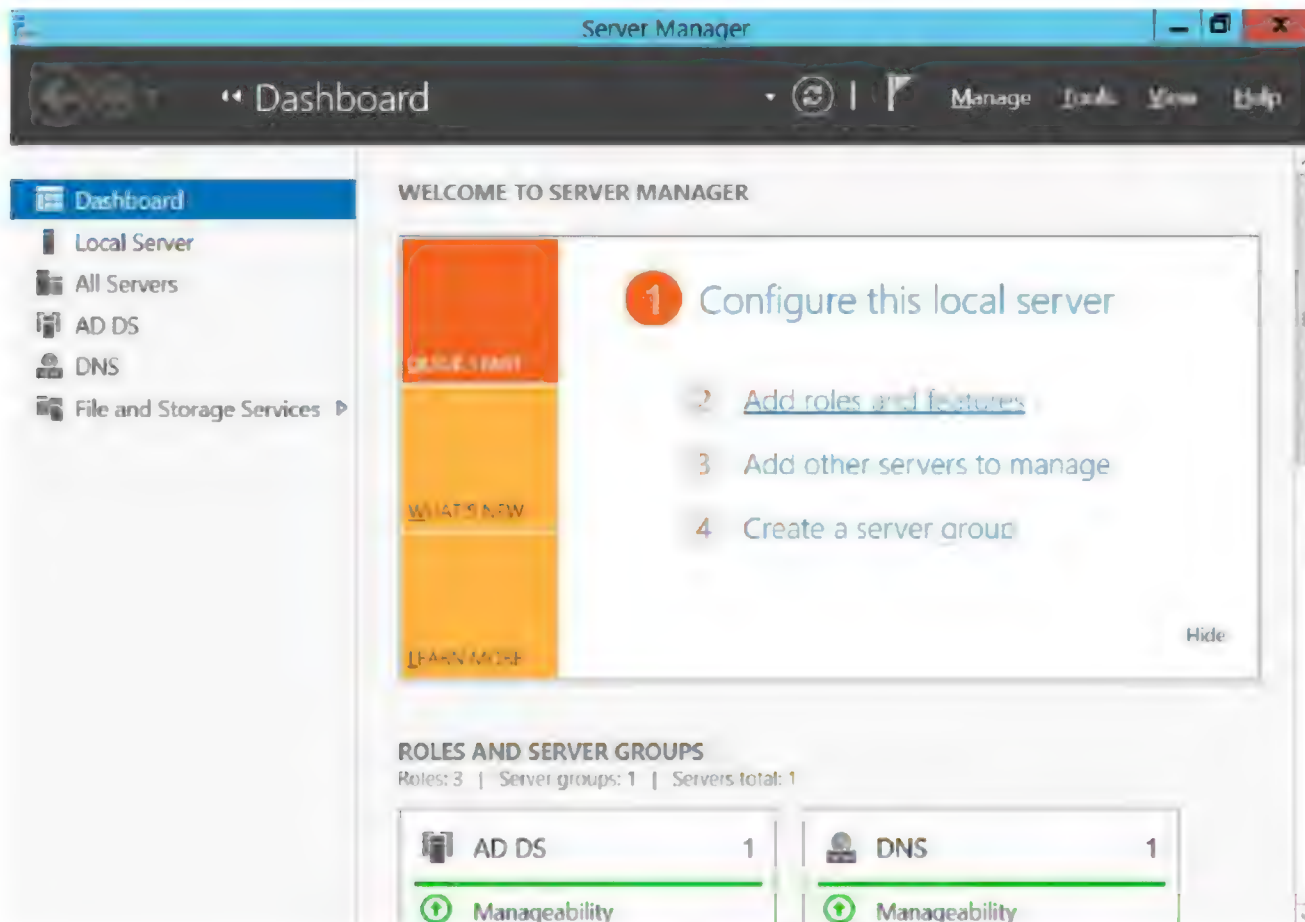 Server Manager
Dashboard
Manage Tools View Help
Dashboard
Local Server
All Servers
AD DS
DNS
File and Storage Services
WELCOME TO SERVER MANAGER
QUICK START
WHAT'S NEW
LEARN MORE
1 Configure this local server
2 Add roles and features
3 Add other servers to manage
4 Create a server group
Hide
ROLES AND SERVER GROUPS
Roles: 3 | Server groups: 1 | Servers total: 1
AD DS 1
Manageability
DNS 1
Manageability